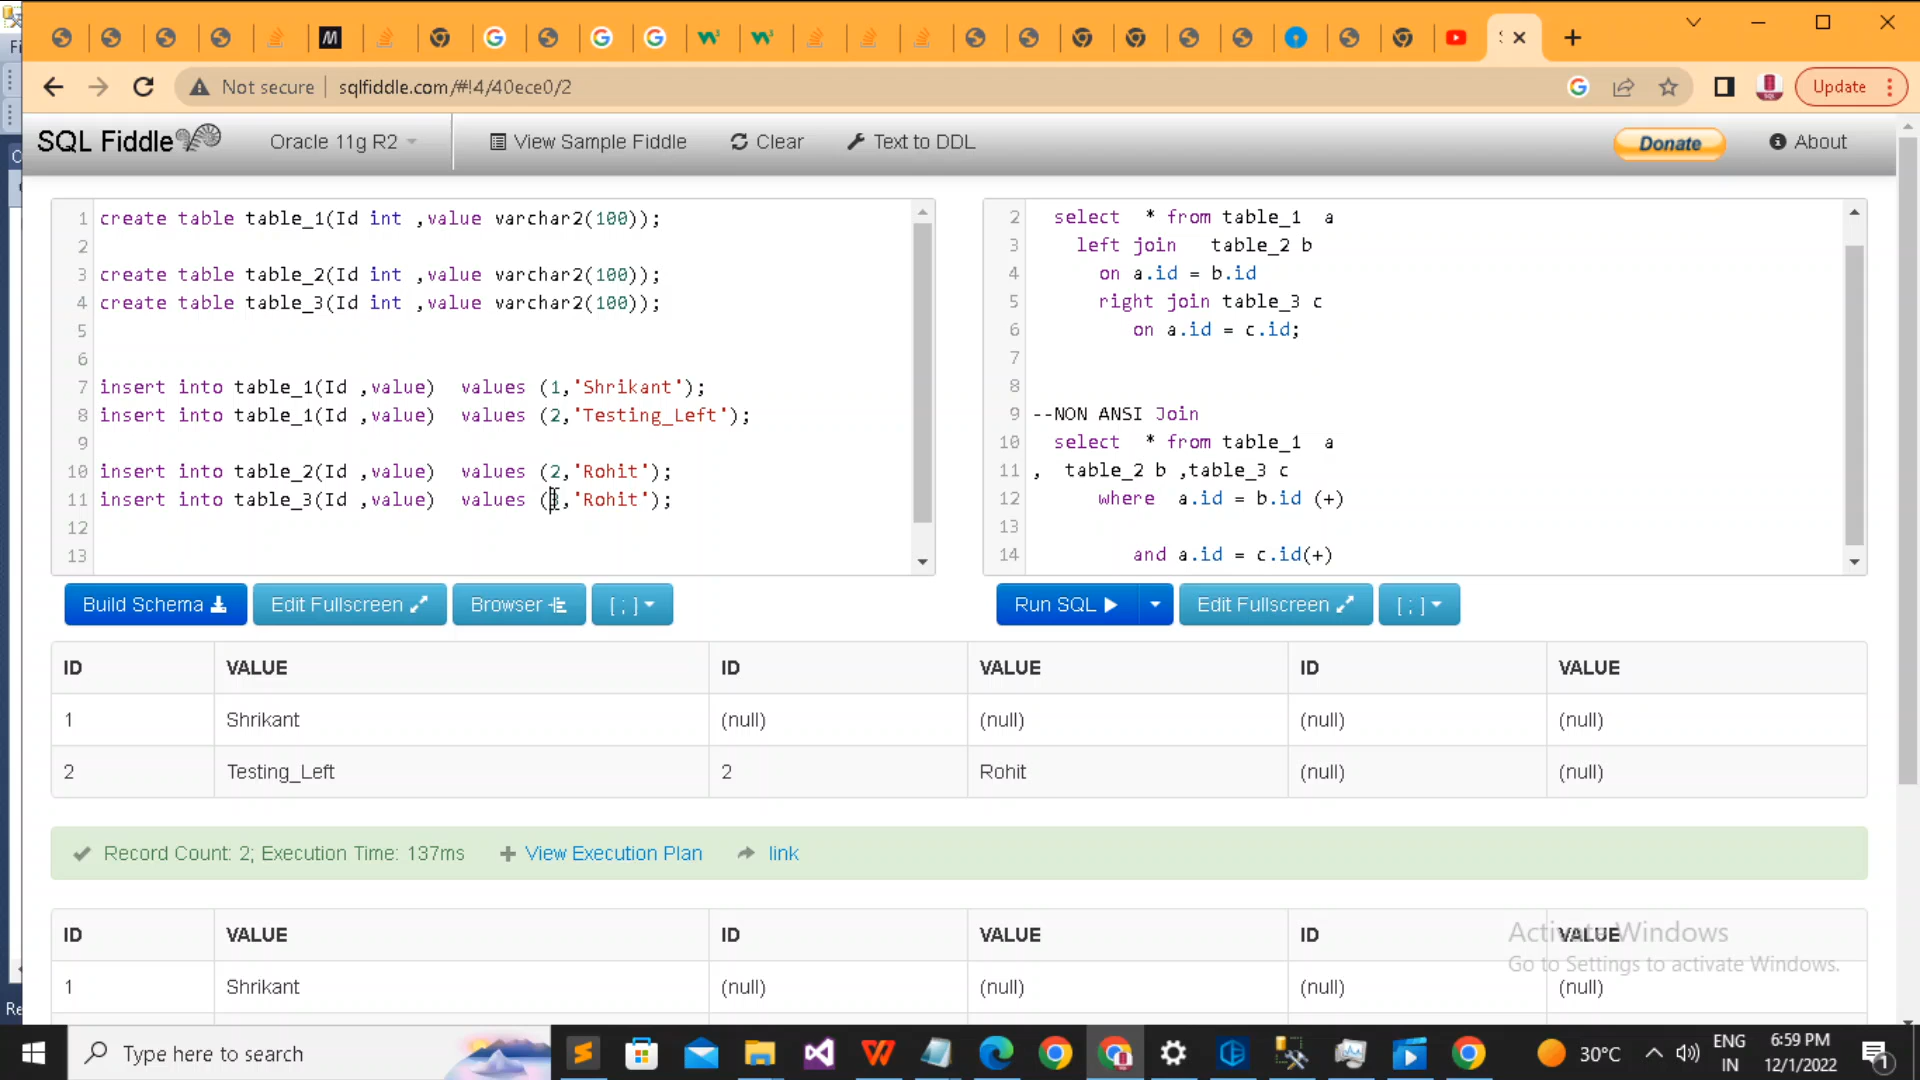 Not secure
sqlfiddle.com/#!4/40ece0/2
Update
SQL Fiddle
Oracle 11g R2
View Sample Fiddle
Clear
Text to DDL
Donate
About
1 create table table_1(Id int ,value varchar2(100));
2
3 create table table_2(Id int ,value varchar2(100));
4 create table table_3(Id int ,value varchar2(100));
5
6
7 insert into table_1(Id ,value)  values (1,'Shrikant');
8 insert into table_1(Id ,value)  values (2,'Testing_Left');
9
10 insert into table_2(Id ,value)  values (2,'Rohit');
11 insert into table_3(Id ,value)  values (3,'Rohit');
12
13
2 select  * from table_1  a
3 left join   table_2 b
4 on a.id = b.id
5 right join table_3 c
6 on a.id = c.id;
7
8
9 --NON ANSI Join
10 select  * from table_1  a
11 ,  table_2 b ,table_3 c
12 where  a.id = b.id (+)
13
14 and a.id = c.id(+)
Build Schema
Edit Fullscreen
Browser
[ ; ]
Run SQL
Edit Fullscreen
[ ; ]
ID VALUE ID VALUE ID VALUE
1 Shrikant (null) (null) (null) (null)
2 Testing_Left 2 Rohit (null) (null)
Record Count: 2; Execution Time: 137ms
View Execution Plan
link
ID VALUE ID VALUE ID VALUE
1 Shrikant (null) (null) (null) (null)
Activate Windows
Go to Settings to activate Windows.
Type here to search
30°C
ENG
IN
6:59 PM
12/1/2022
1